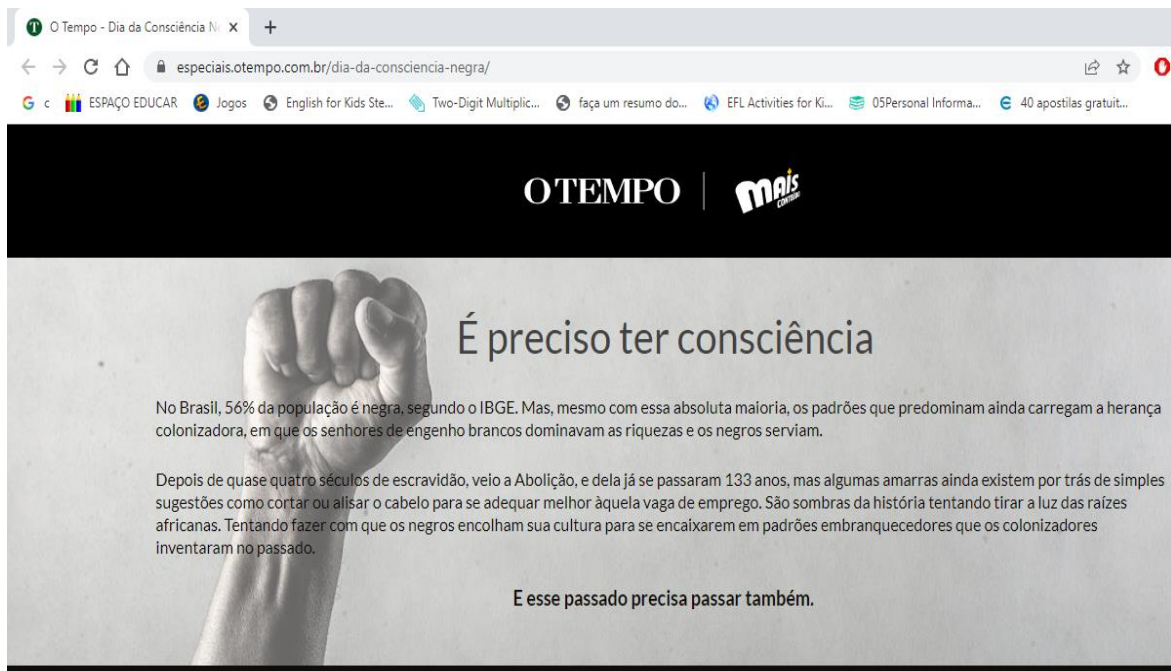 O Tempo - Dia da Consciência N
especiais.otempo.com.br/dia-da-consciencia-negra/
G c ESPAÇO EDUCAR Jogos English for Kids Ste... Two-Digit Multiplic... faça um resumo do... EFL Activities for Ki... 05Personal Informa... 40 apostilas gratuit...
O TEMPO mais
CONTEÚDO
É preciso ter consciência
No Brasil, 56% da população é negra, segundo o IBGE. Mas, mesmo com essa absoluta maioria, os padrões que predominam ainda carregam a herança
colonizadora, em que os senhores de engenho brancos dominavam as riquezas e os negros serviam.
Depois de quase quatro séculos de escravidão, veio a Abolição, e dela já se passaram 133 anos, mas algumas amarras ainda existem por trás de simples
sugestões como cortar ou alisar o cabelo para se adequar melhor àquela vaga de emprego. São sombras da história tentando tirar a luz das raízes
africanas. Tentando fazer com que os negros encolham sua cultura para se encaixarem em padrões embranquecedores que os colonizadores
inventaram no passado.
E esse passado precisa passar também.